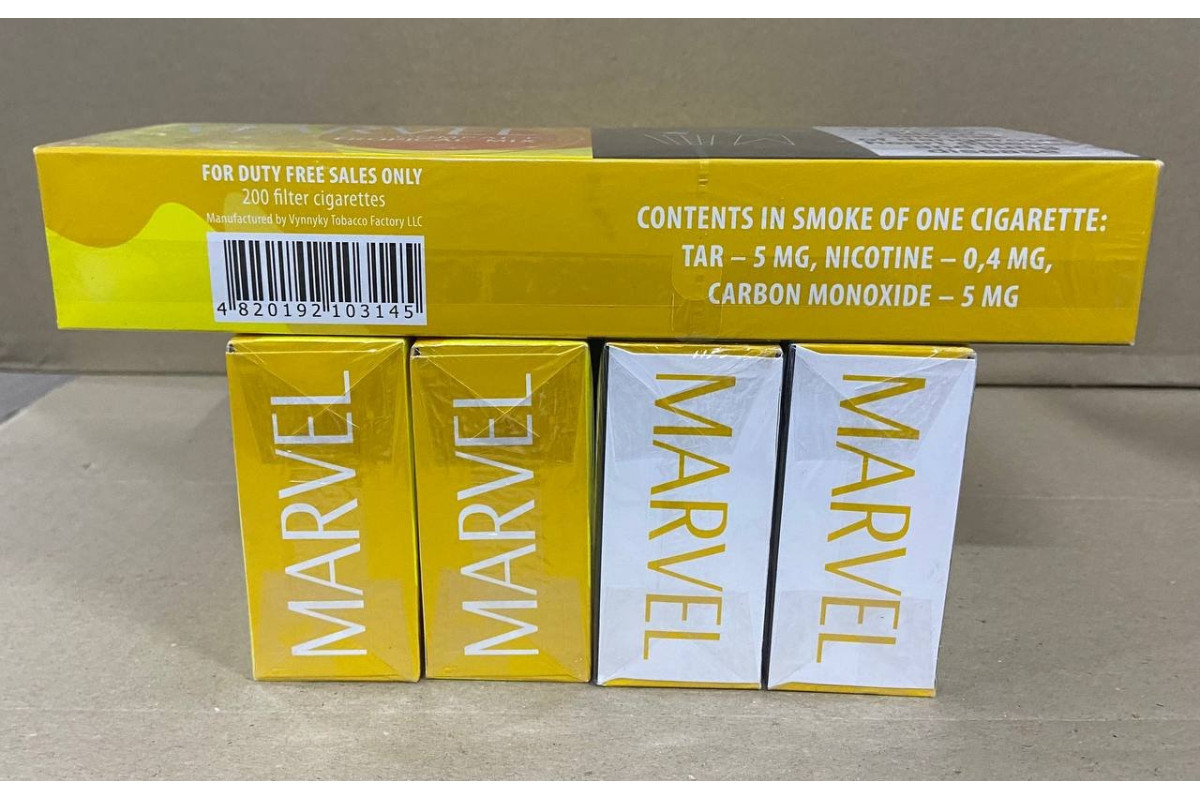 MARVEL
FOR DUTY FREE SALES ONLY
200 filter cigarettes
Manufactured by Vynnyky Tobacco Factory LLC
4 820192 103145
CONTENTS IN SMOKE OF ONE CIGARETTE:
TAR – 5 MG, NICOTINE – 0,4 MG,
CARBON MONOXIDE – 5 MG
MARVEL
MARVEL
MARVEL
MARVEL